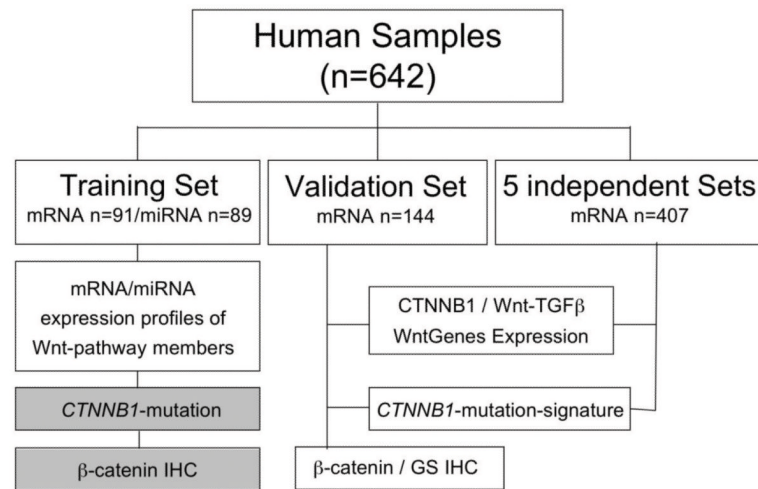 Human Samples
(n=642)
Training Set
mRNA n=91/miRNA n=89
Validation Set
mRNA n=144
5 independent Sets
mRNA n=407
mRNA/miRNA
expression profiles of
Wnt-pathway members
CTNNB1 / Wnt-TGFβ
WntGenes Expression
CTNNB1-mutation
CTNNB1-mutation-signature
β-catenin IHC
β-catenin / GS IHC